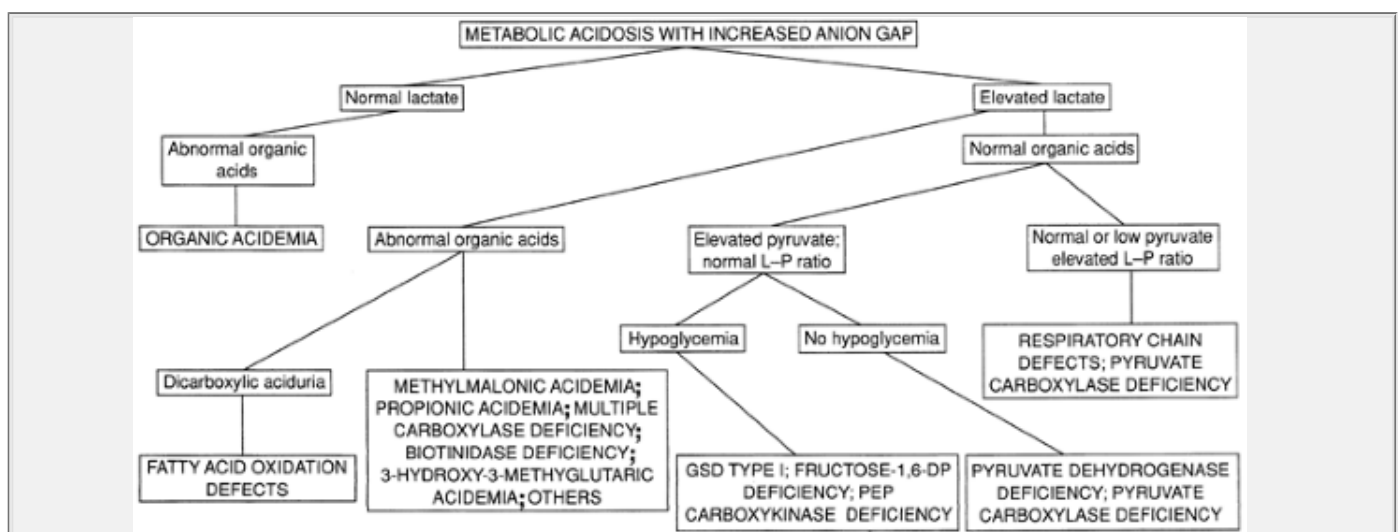 METABOLIC ACIDOSIS WITH INCREASED ANION GAP
Normal lactate
Elevated lactate
Abnormal organic
acids
Normal organic acids
ORGANIC ACIDEMIA
Abnormal organic acids
Elevated pyruvate;
normal L–P ratio
Normal or low pyruvate
elevated L–P ratio
Hypoglycemia
No hypoglycemia
RESPIRATORY CHAIN
DEFECTS; PYRUVATE
CARBOXYLASE DEFICIENCY
Dicarboxylic aciduria
METHYLMALONIC ACIDEMIA;
PROPIONIC ACIDEMIA; MULTIPLE
CARBOXYLASE DEFICIENCY;
BIOTINIDASE DEFICIENCY;
3-HYDROXY-3-METHYGLUTARIC
ACIDEMIA; OTHERS
FATTY ACID OXIDATION
DEFECTS
GSD TYPE I; FRUCTOSE-1,6-DP
DEFICIENCY; PEP
CARBOXYKINASE DEFICIENCY
PYRUVATE DEHYDROGENASE
DEFICIENCY; PYRUVATE
CARBOXYLASE DEFICIENCY